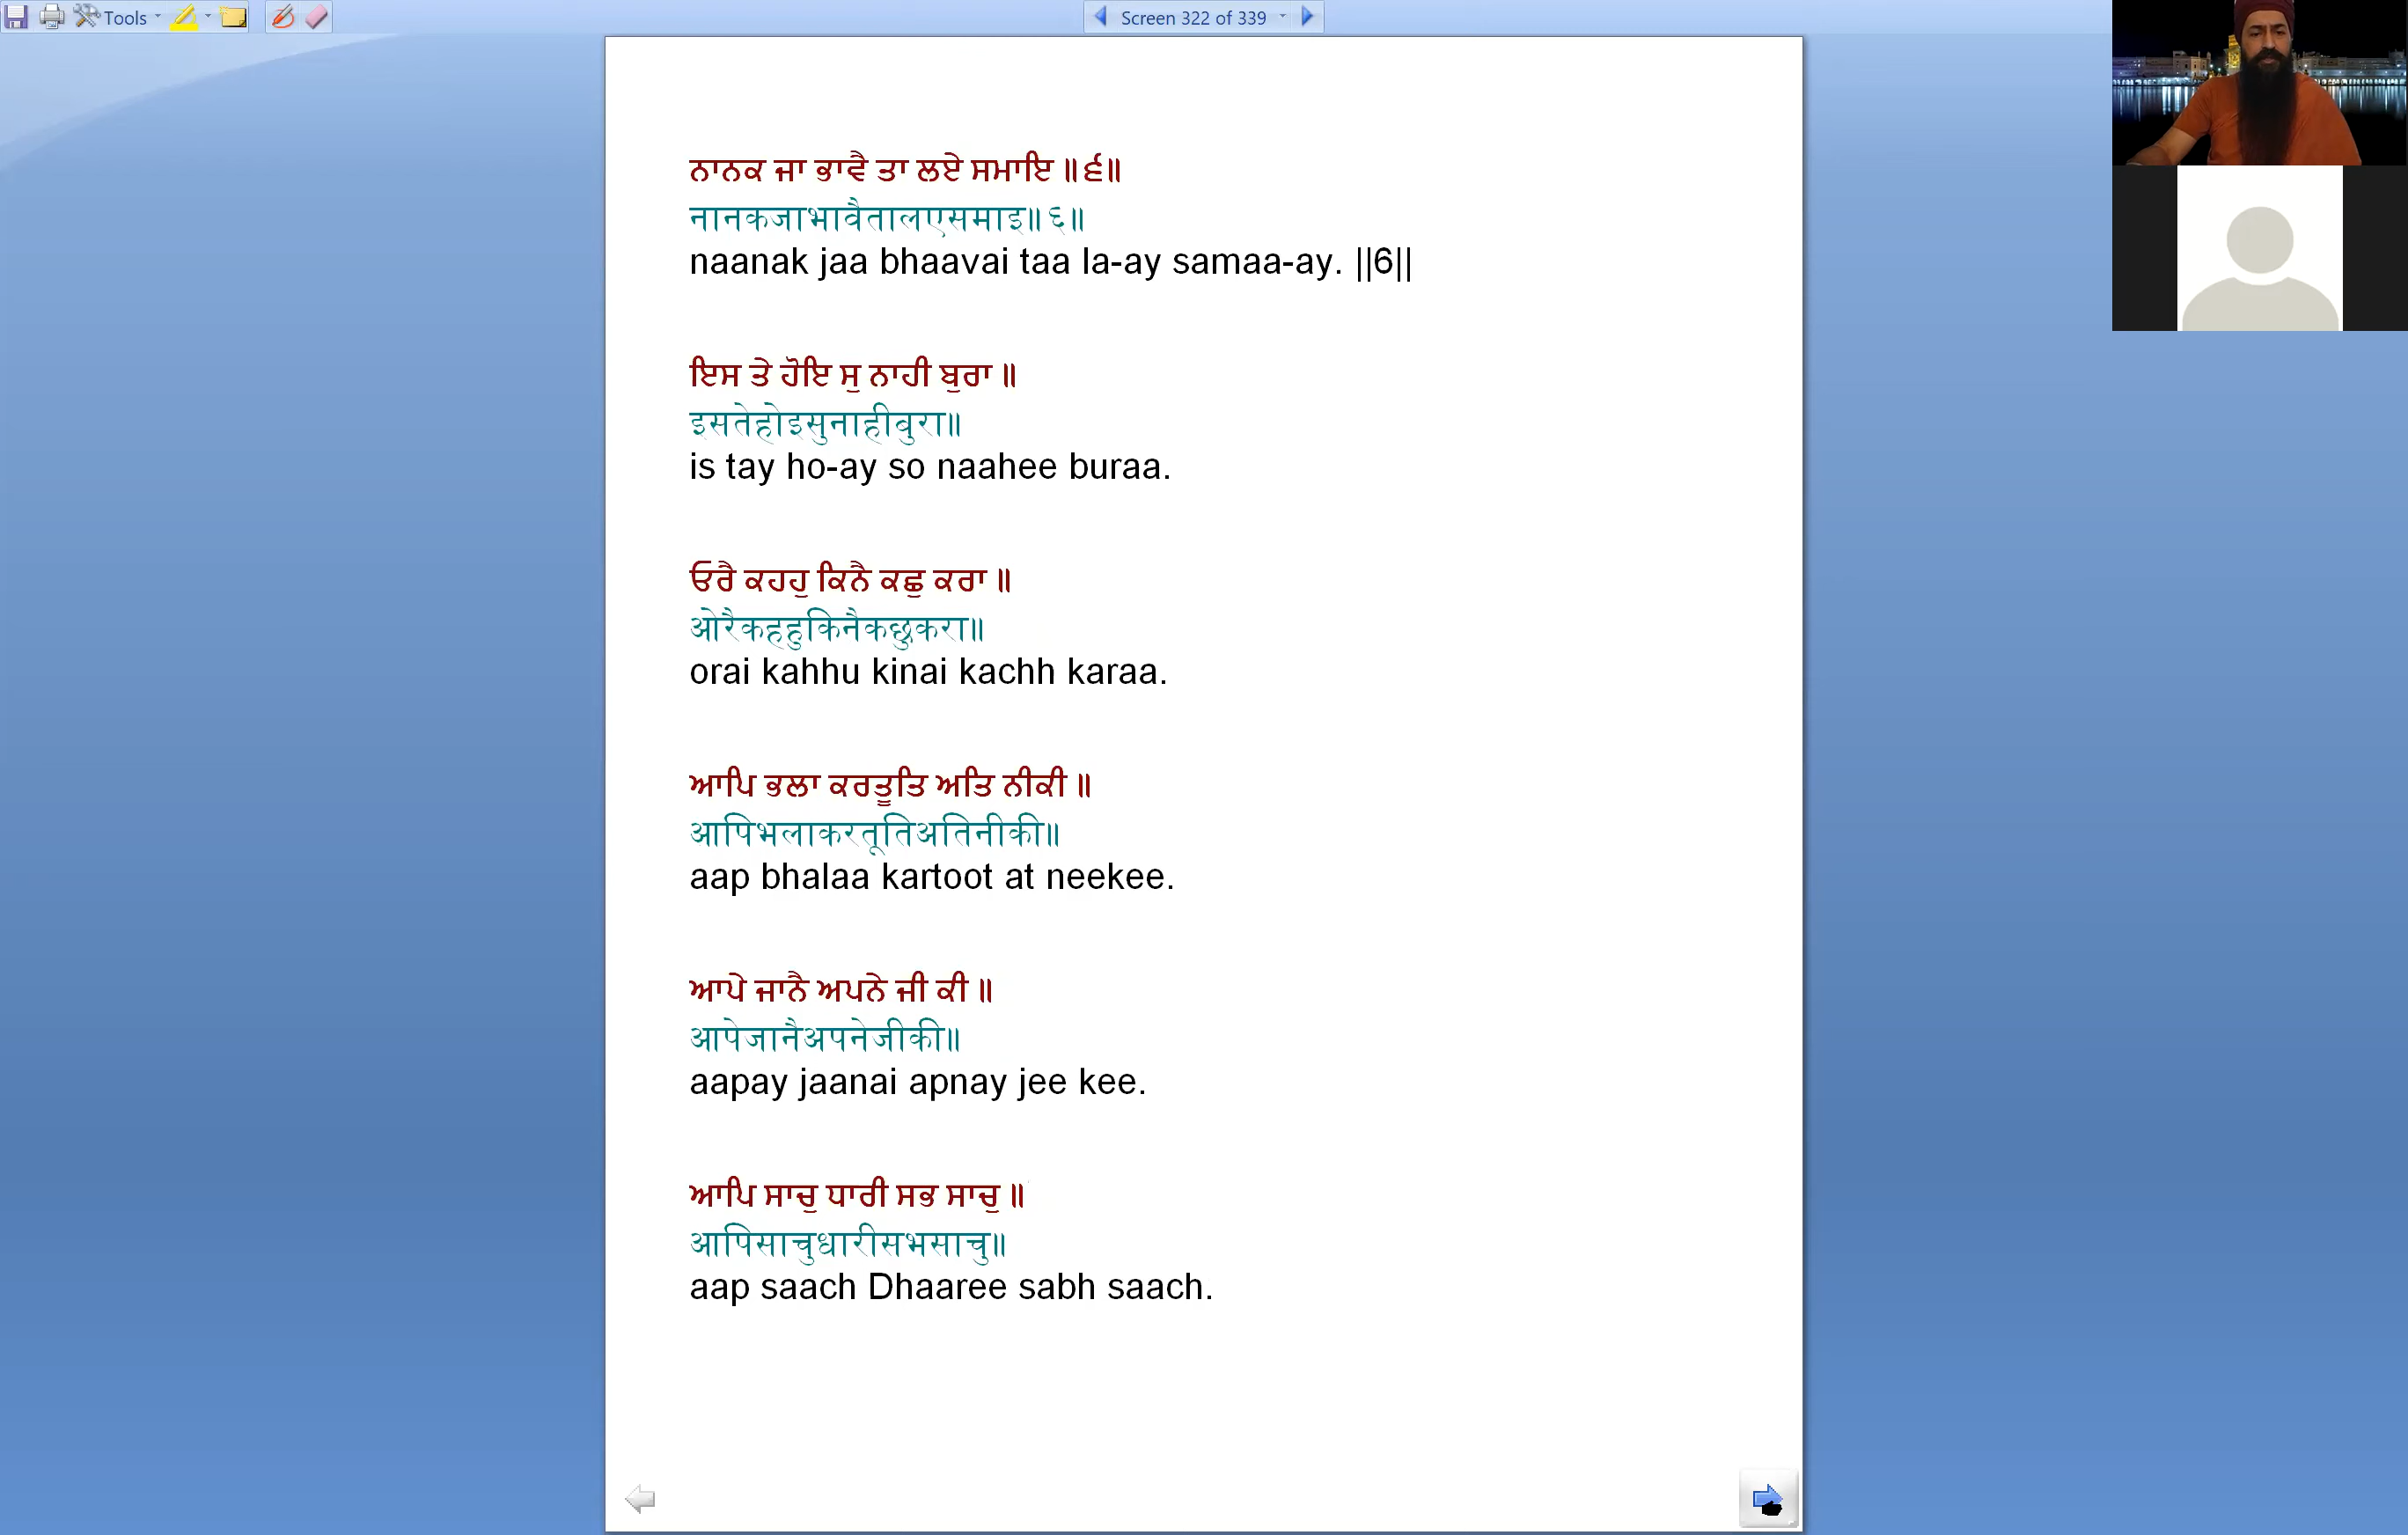 Tools
Screen 322 of 339
ਨਾਨਕ ਜਾ ਭਾਵੈ ਤਾ ਲਏ ਸਮਾਇ ॥੬॥
नानकजाभावैतालएसमाइ॥ ६॥
naanak jaa bhaavai taa la-ay samaa-ay. ||6||
ਇਸ ਤੇ ਹੋਇ ਸੁ ਨਾਹੀ ਬੁਰਾ ॥
इसतेहोइसुनाहीबुरा॥
is tay ho-ay so naahee buraa.
ਓਰੈ ਕਹਹੁ ਕਿਨੈ ਕਛੁ ਕਰਾ ॥
ओरैकहहुकिनैकछुकरा॥
orai kahhu kinai kachh karaa.
ਆਪਿ ਭਲਾ ਕਰਤੂਤਿ ਅਤਿ ਨੀਕੀ ॥
आपिभलाकरतूतिअतिनीकी॥
aap bhalaa kartoot at neekee.
ਆਪੇ ਜਾਨੈ ਅਪਨੇ ਜੀ ਕੀ ॥
आपेजानैअपनेजीकी॥
aapay jaanai apnay jee kee.
ਆਪਿ ਸਾਚੁ ਧਾਰੀ ਸਭ ਸਾਚੁ ॥
आपिसाचुधारीसभसाचु॥
aap saach Dhaaree sabh saach.